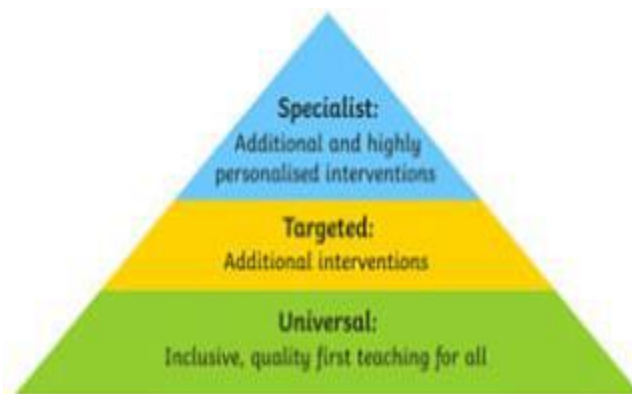 Specialist:
Additional and highly
personalised interventions
Targeted:
Additional interventions
Universal:
Inclusive, quality first teaching for all